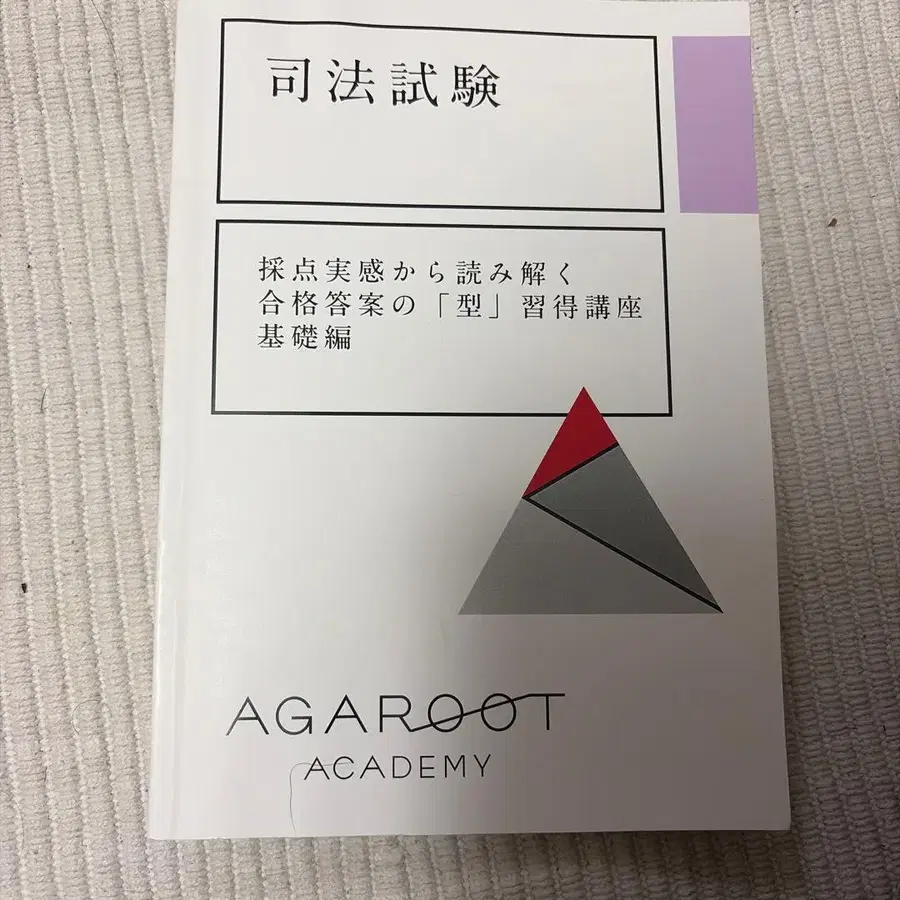 司法試験
採点実感から読み解く
合格答案の「型」習得講座
基礎編
AGAROOT
ACADEMY